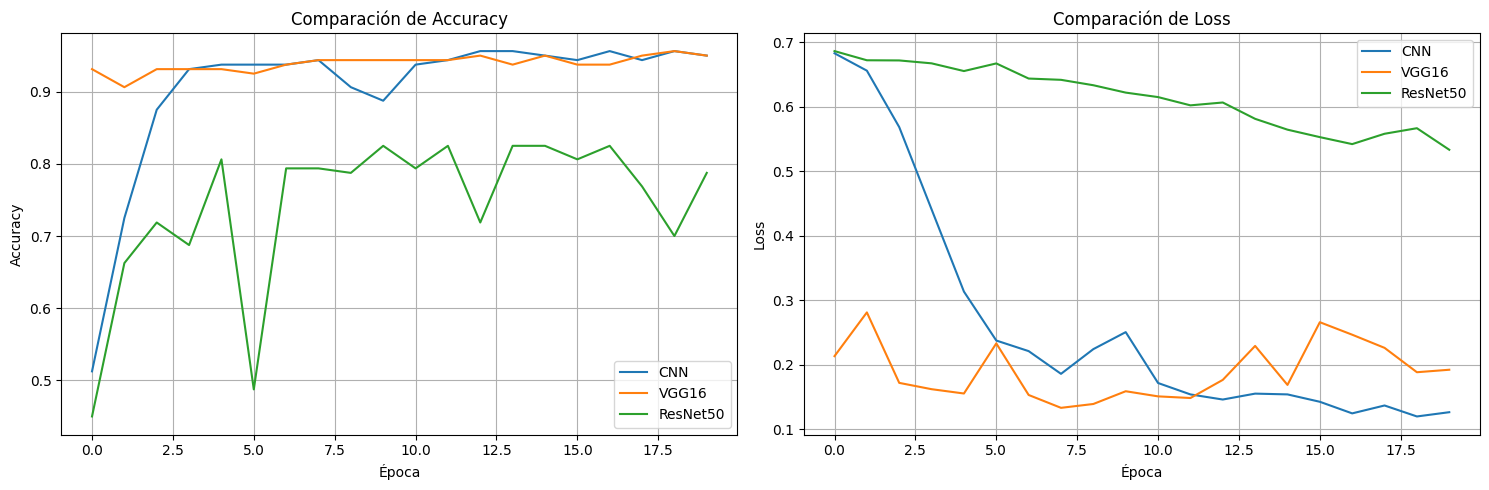 Comparación de Accuracy
Accuracy
0.9
0.8
0.7
0.6
0.5
CNN
VGG16
ResNet50
0.0 2.5 5.0 7.5 10.0 12.5 15.0 17.5
Época
Comparación de Loss
Loss
0.7
0.6
0.5
0.4
0.3
0.2
0.1
CNN
VGG16
ResNet50
0.0 2.5 5.0 7.5 10.0 12.5 15.0 17.5
Época